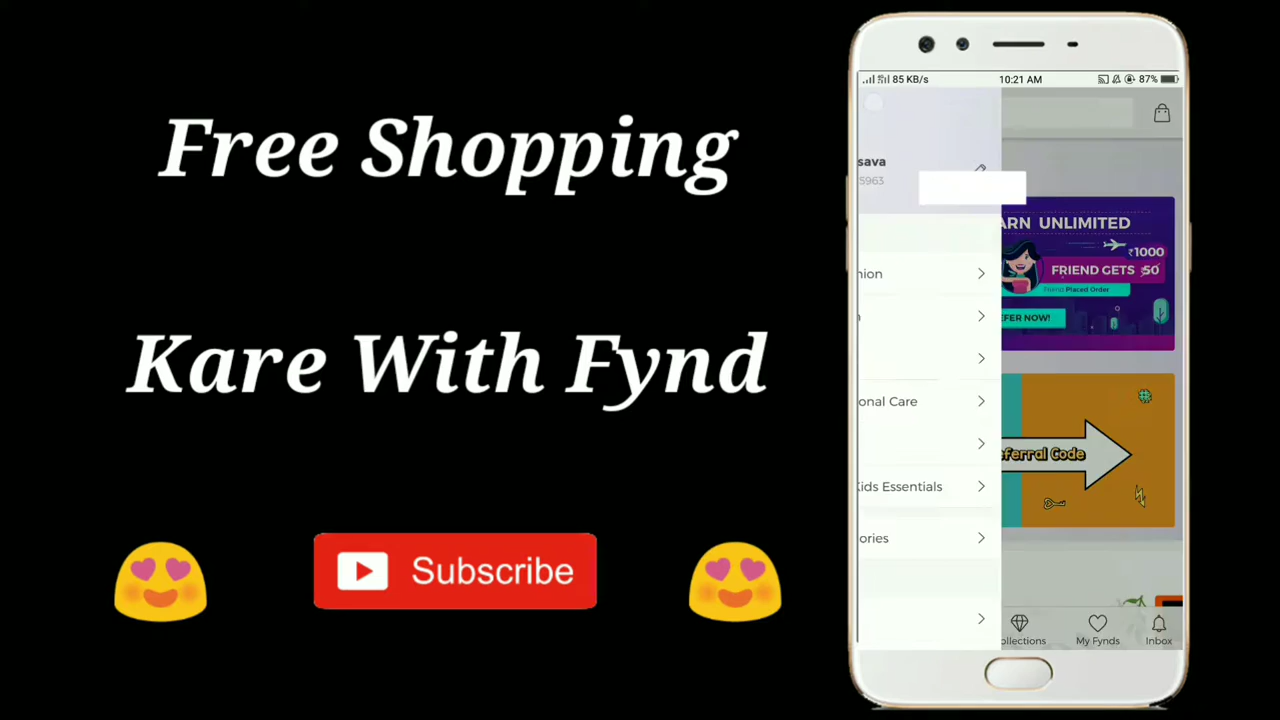 Free Shopping
Kare With Fynd
Subscribe
85 KB/s
10:21 AM
87%
sava
5963
ARN UNLIMITED
₹1000
FRIEND GETS 50
Friend Placed Order
EFER NOW!
nion
onal Care
eferral Code
Kids Essentials
ories
ollections
My Fynds
Inbox